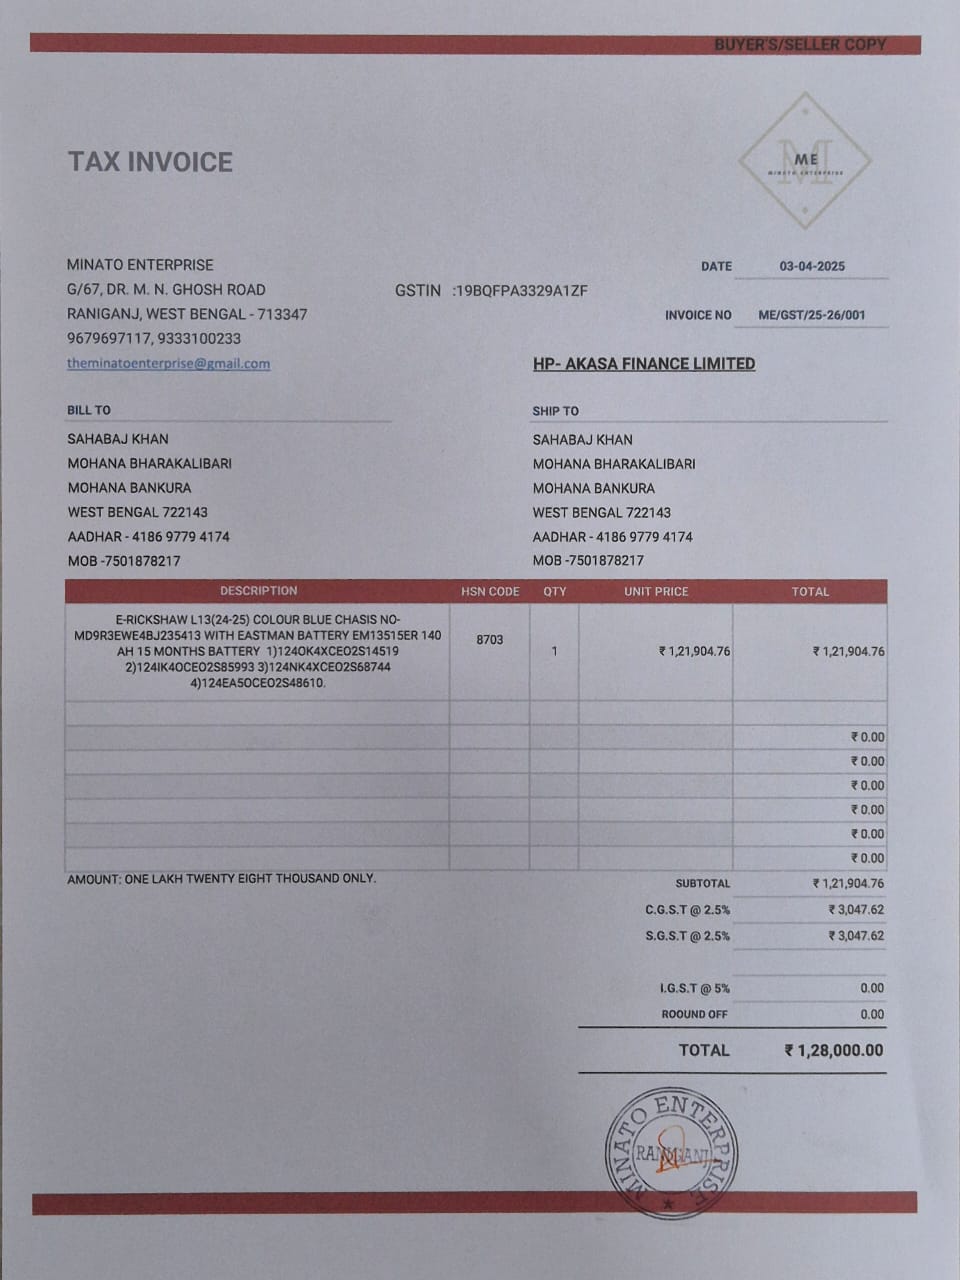 BUYER'S/SELLER COPY
TAX INVOICE
ME
MINATO ENTERPRISE
MINATO ENTERPRISE
G/67, DR. M. N. GHOSH ROAD
RANIGANJ, WEST BENGAL - 713347
9679697117, 9333100233
theminatoenterprise@gmail.com
GSTIN :19BQFPA3329A1ZF
DATE 03-04-2025
INVOICE NO ME/GST/25-26/001
HP- AKASA FINANCE LIMITED
BILL TO
SAHABAJ KHAN
MOHANA BHARAKALIBARI
MOHANA BANKURA
WEST BENGAL 722143
AADHAR - 4186 9779 4174
MOB -7501878217
SHIP TO
SAHABAJ KHAN
MOHANA BHARAKALIBARI
MOHANA BANKURA
WEST BENGAL 722143
AADHAR - 4186 9779 4174
MOB -7501878217
DESCRIPTION HSN CODE QTY UNIT PRICE TOTAL
E-RICKSHAW L13(24-25) COLOUR BLUE CHASIS NO-
MD9R3EWE4BJ235413 WITH EASTMAN BATTERY EM13515ER 140
AH 15 MONTHS BATTERY 1)124OK4XCEO2S14519
2)124IK4OCEO2S85993 3)124NK4XCEO2S68744
4)124EA5OCEO2S48610.
8703 1 ₹ 1,21,904.76 ₹ 1,21,904.76
₹ 0.00
₹ 0.00
₹ 0.00
₹ 0.00
₹ 0.00
₹ 0.00
AMOUNT: ONE LAKH TWENTY EIGHT THOUSAND ONLY.
SUBTOTAL ₹ 1,21,904.76
C.G.S.T @ 2.5% ₹ 3,047.62
S.G.S.T @ 2.5% ₹ 3,047.62
I.G.S.T @ 5% 0.00
ROOUND OFF 0.00
TOTAL ₹ 1,28,000.00
MINATO ENTERPRISE
RANIGANJ